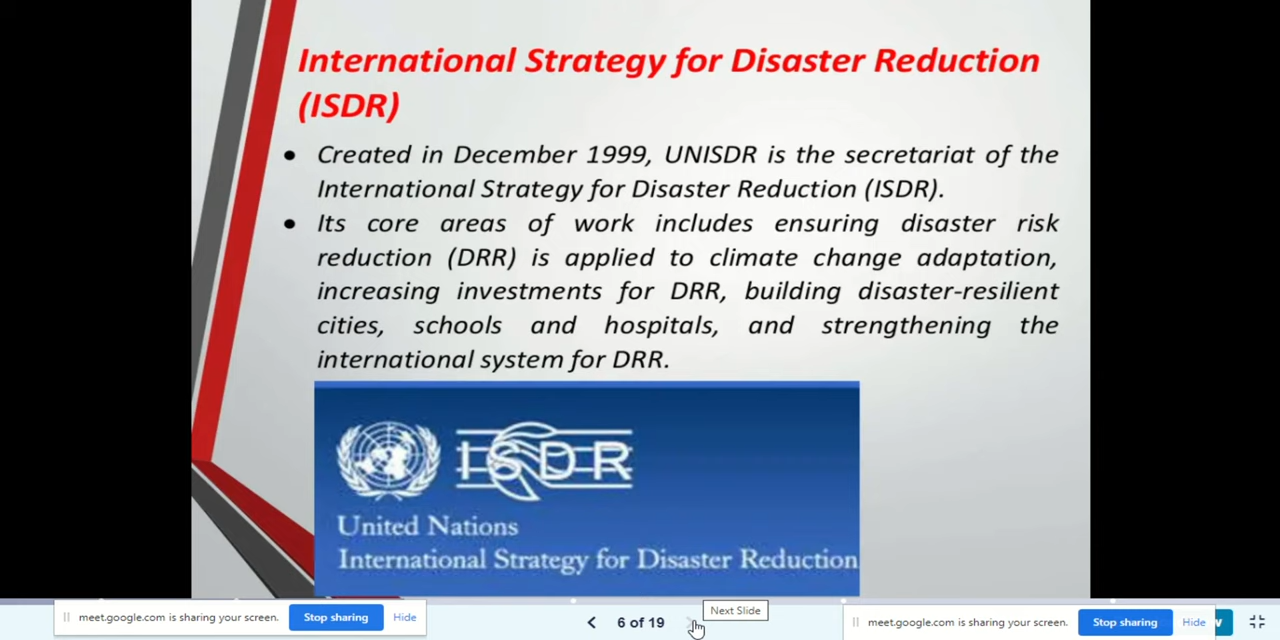 International Strategy for Disaster Reduction
(ISDR)
• Created in December 1999, UNISDR is the secretariat of the
International Strategy for Disaster Reduction (ISDR).
• Its core areas of work includes ensuring disaster risk
reduction (DRR) is applied to climate change adaptation,
increasing investments for DRR, building disaster-resilient
cities, schools and hospitals, and strengthening the
international system for DRR.
ISDR
United Nations
International Strategy for Disaster Reduction
Next Slide
meet.google.com is sharing your screen. Stop sharing Hide
6 of 19
meet.google.com is sharing your screen. Stop sharing Hide